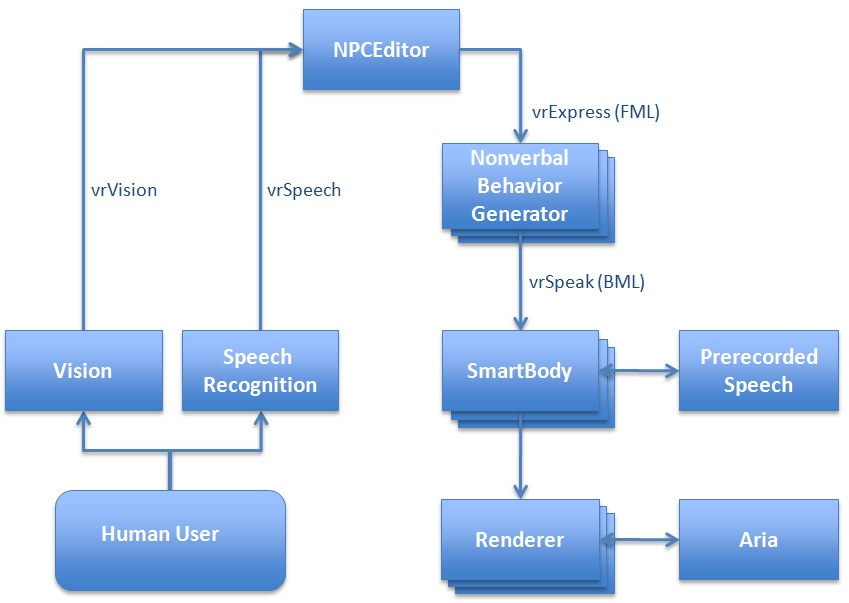 NPCEditor
vrExpress (FML)
Nonverbal
Behavior
Generator
vrVision
vrSpeech
vrSpeak (BML)
Vision
Speech
Recognition
SmartBody
Prerecorded
Speech
Human User
Renderer
Aria